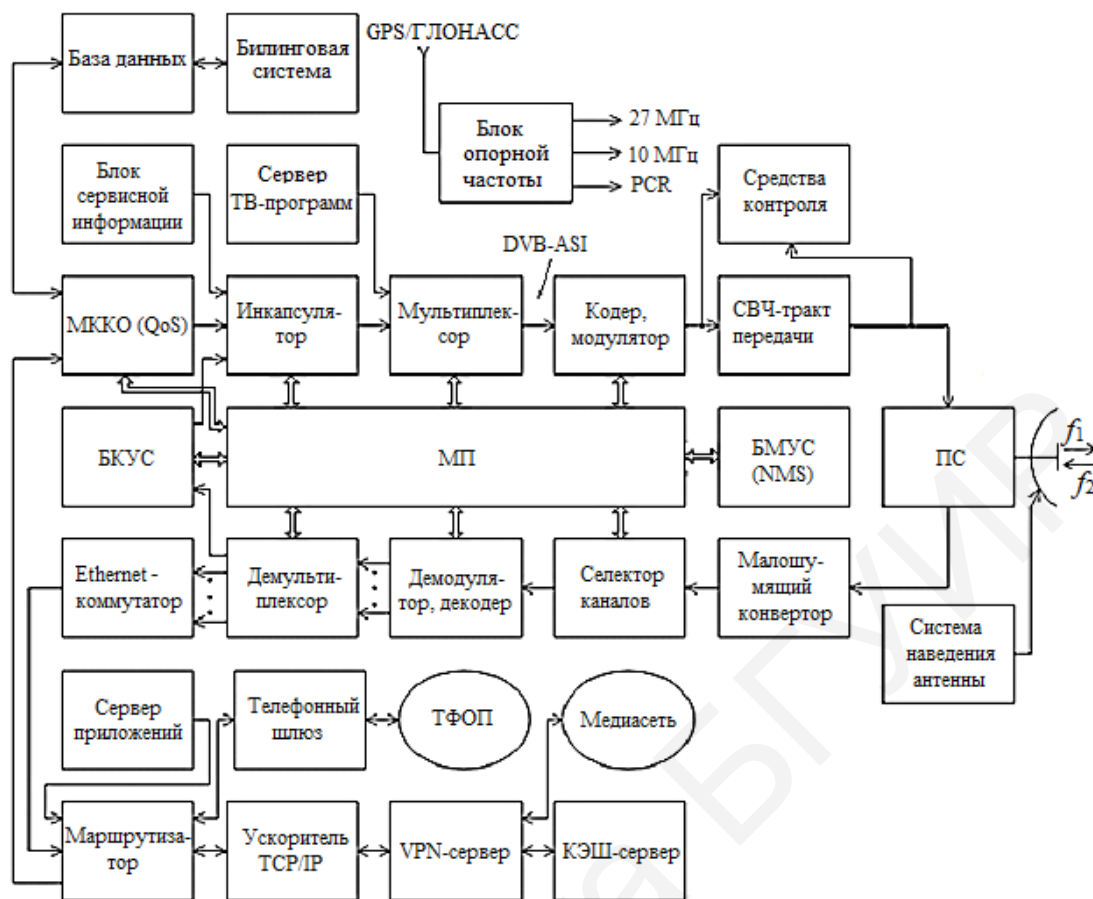 GPS/ГЛОНАСС
База данных
Билинговая
система
Блок
опорной
частоты
27 МГц
10 МГц
PCR
Блок
сервисной
информации
Сервер
ТВ-программ
Средства
контроля
DVB-ASI
МККО (QoS)
Инкапсуля-
тор
Мультиплек-
сор
Кодер,
модулятор
СВЧ-тракт
передачи
БКУС
МП
БМУС
(NMS)
ПС
f1
f2
Ethernet -
коммутатор
Демульти-
плексор
Демодуля-
тор, декодер
Селектор
каналов
Малошу-
мящий
конвертор
Система
наведения
антенны
Сервер
приложений
Телефонный
шлюз
ТФОП
Медиасеть
Маршрутиза-
тор
Ускоритель
TCP/IP
VPN-сервер
КЭШ-сервер
БГУИР